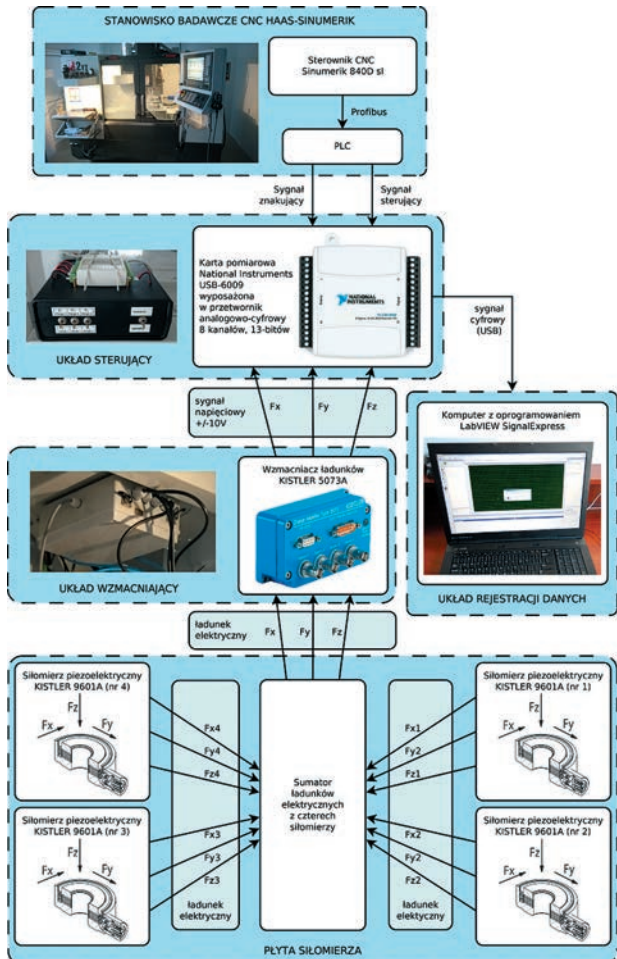 STANOWISKO BADAWCZE CNC HAAS-SINUMERIK
Sterownik CNC
Sinumerik 840D sl
Profibus
PLC
Sygnał
znakujący
Sygnał
sterujący
Karta pomiarowa
National Instruments
USB-6009
wyposażona
w przetwornik
analogowo-cyfrowy
8 kanałów, 13-bitów
NATIONAL
INSTRUMENTS
UKŁAD STERUJĄCY
sygnał
cyfrowy
(USB)
sygnał
napięciowy
+/-10V
Fx
Fy
Fz
Komputer z oprogramowaniem
LabVIEW SignalExpress
UKŁAD REJESTRACJI DANYCH
Wzmacniacz ładunków
KISTLER 5073A
UKŁAD WZMACNIAJĄCY
ładunek
elektryczny
Fx
Fy
Fz
Siłomierz piezoelektryczny
KISTLER 9601A (nr 4)
Fz
Fx
Fy
Siłomierz piezoelektryczny
KISTLER 9601A (nr 3)
Fz
Fx
Fy
Fx4
Fy4
Fz4
Fx3
Fy3
Fz3
ładunek
elektryczny
Sumator
ładunków
elektrycznych
z czterech
siłomierzy
Fx1
Fy2
Fz1
Fx2
Fy2
Fz2
ładunek
elektyczny
Siłomierz piezoelektryczny
KISTLER 9601A (nr 1)
Fz
Fx
Fy
Siłomierz piezoelektryczny
KISTLER 9601A (nr 2)
Fz
Fx
Fy
PŁYTA SIŁOMIERZA